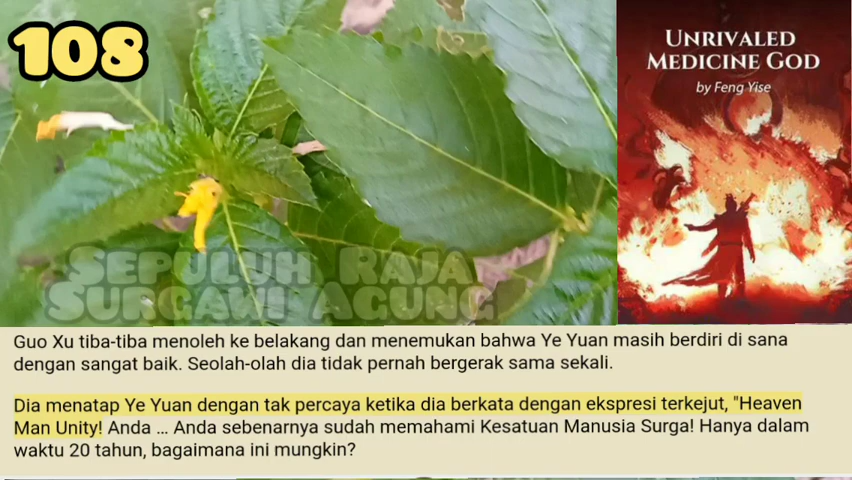 108
UNRIVALED
MEDICINE GOD
by Feng Yise
SEPULUH RAJA
SURGAWI AGUNG
Guo Xu tiba-tiba menoleh ke belakang dan menemukan bahwa Ye Yuan masih berdiri di sana
dengan sangat baik. Seolah-olah dia tidak pernah bergerak sama sekali.
Dia menatap Ye Yuan dengan tak percaya ketika dia berkata dengan ekspresi terkejut, "Heaven
Man Unity! Anda ... Anda sebenarnya sudah memahami Kesatuan Manusia Surga! Hanya dalam
waktu 20 tahun, bagaimana ini mungkin?